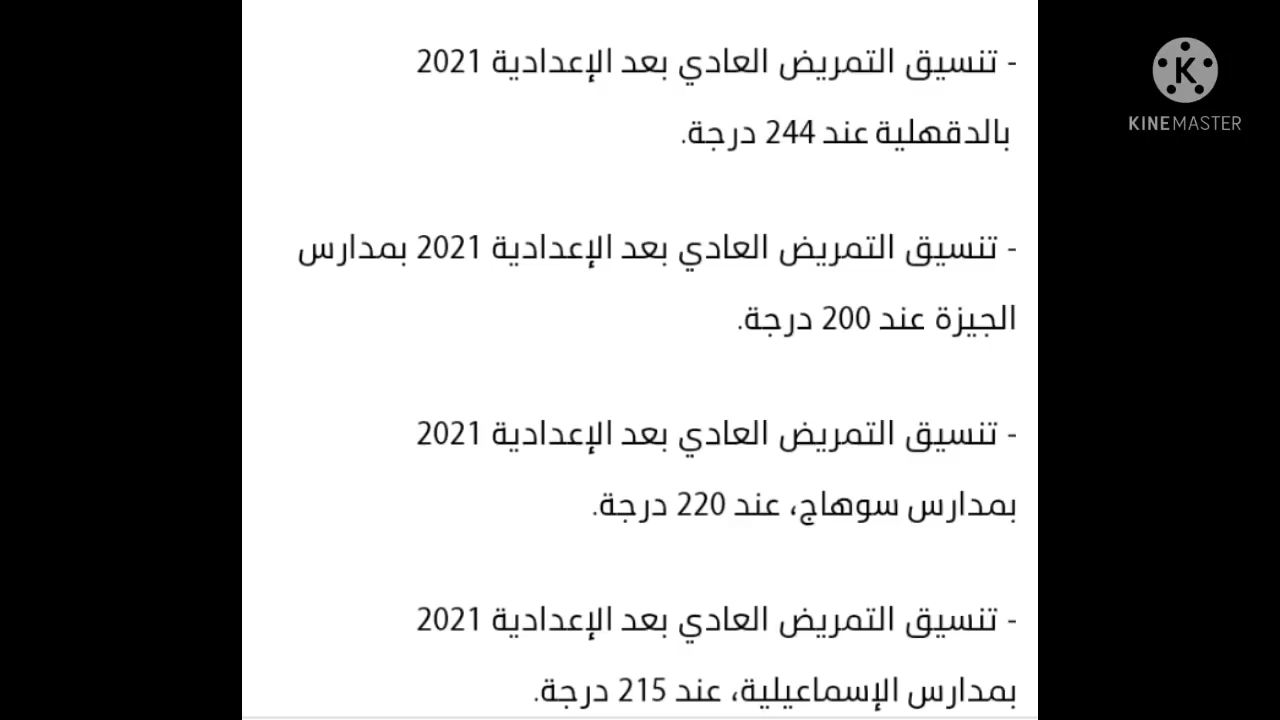 - تنسيق التمريض العادي بعد الإعدادية 2021
بالدقهلية عند 244 درجة.
- تنسيق التمريض العادي بعد الإعدادية 2021 بمدارس
الجيزة عند 200 درجة.
- تنسيق التمريض العادي بعد الإعدادية 2021
بمدارس سوهاج، عند 220 درجة.
- تنسيق التمريض العادي بعد الإعدادية 2021
بمدارس الإسماعيلية، عند 215 درجة.
K
KINEMASTER